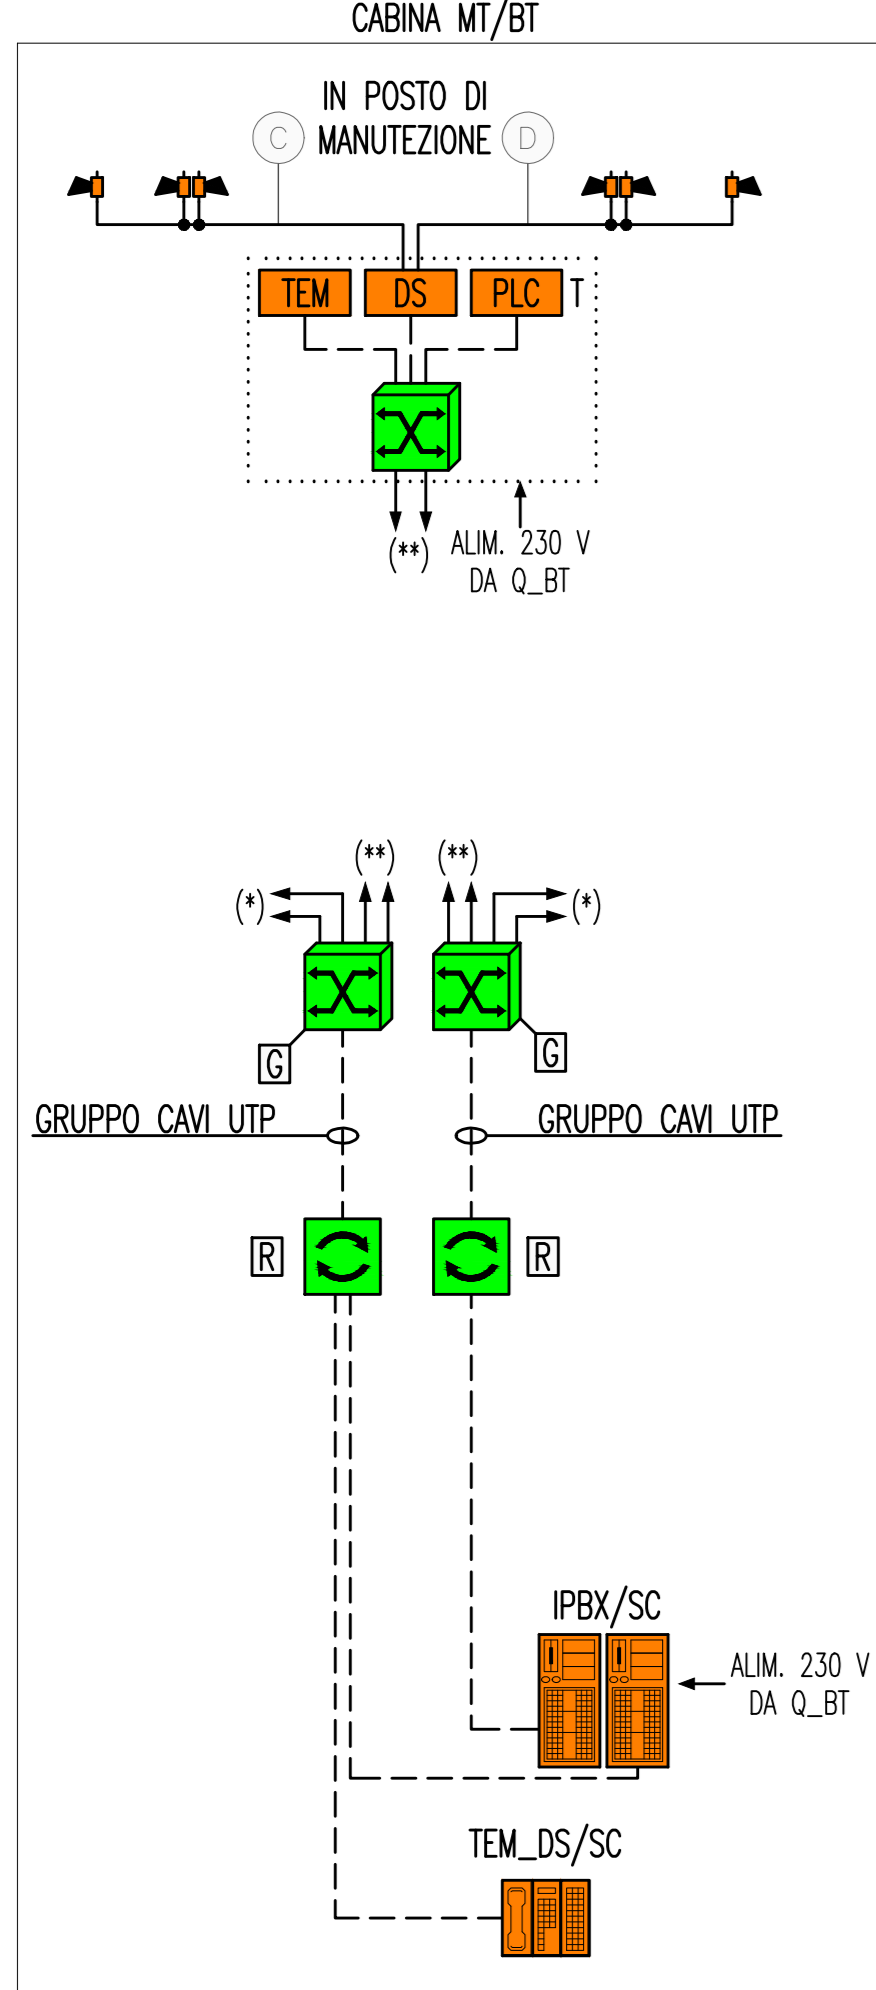 CABINA MT/BT
IN POSTO DI
C MANUTEZIONE D
TEM DS PLC T
(**) ALIM. 230 V
DA Q_BT
(**) (**)
(*) (*)
G G
GRUPPO CAVI UTP GRUPPO CAVI UTP
R R
IPBX/SC
ALIM. 230 V
DA Q_BT
TEM_DS/SC